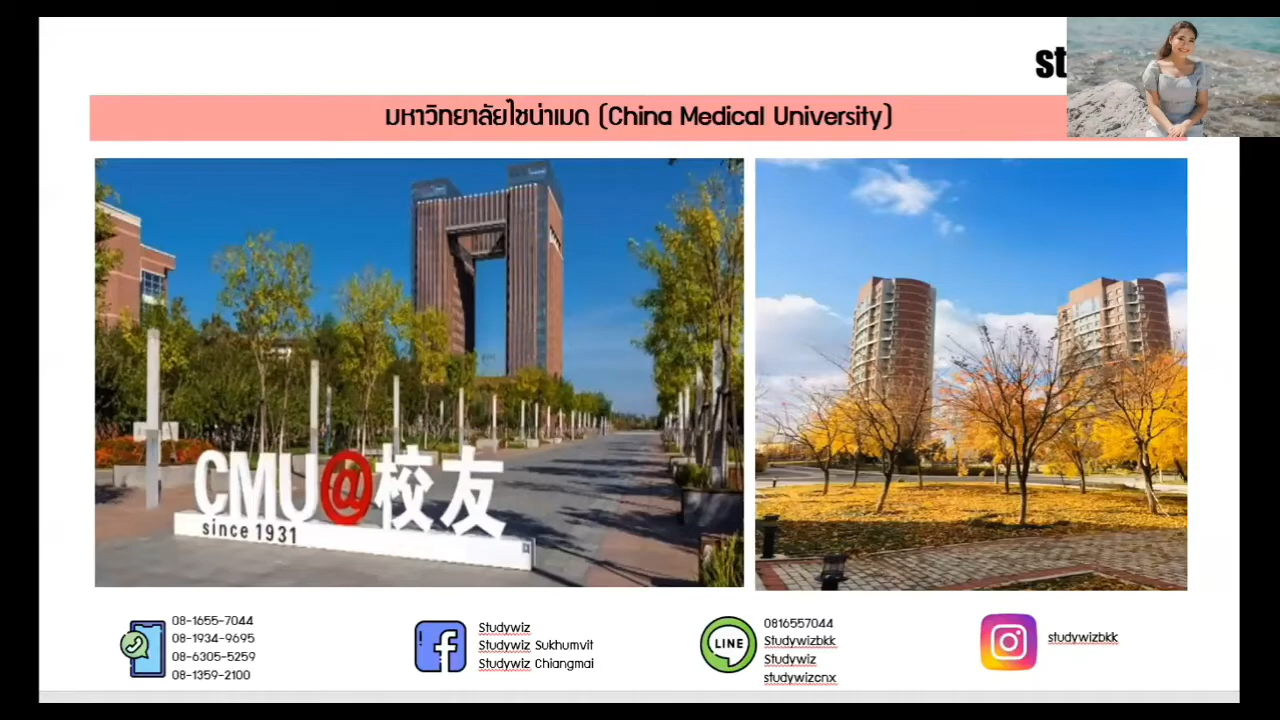 st
มหาวิทยาลัยไชน่าเมด (China Medical University)
CMU@校友
since 1931
08-1655-7044
08-1934-9695
08-6305-5259
08-1359-2100
Studywiz
Studywiz Sukhumvit
Studywiz Chiangmai
LINE
0816557044
Studywizbkk
Studywiz
studywizcnx
studywizbkk